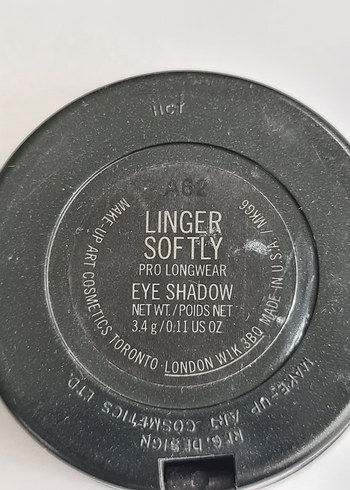 A62
LINGER
SOFTLY
PRO LONGWEAR
EYE SHADOW
NET WT./POIDS NET
3.4 g/0.11 US OZ
MAKE-UP ART COSMETICS TORONTO LONDON W1K 3BQ MADE IN U.S.A./MKG6
MAKE-UP
ART COSMETICS LTD.
DESIGN